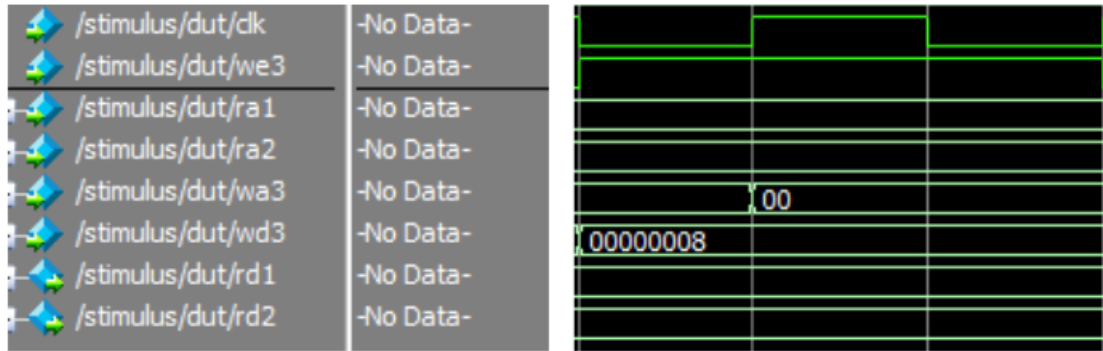 /stimulus/dut/clk -No Data-
/stimulus/dut/we3 -No Data-
/stimulus/dut/ra1 -No Data-
/stimulus/dut/ra2 -No Data-
/stimulus/dut/wa3 -No Data- 00
/stimulus/dut/wd3 -No Data- 00000008
/stimulus/dut/rd1 -No Data-
/stimulus/dut/rd2 -No Data-